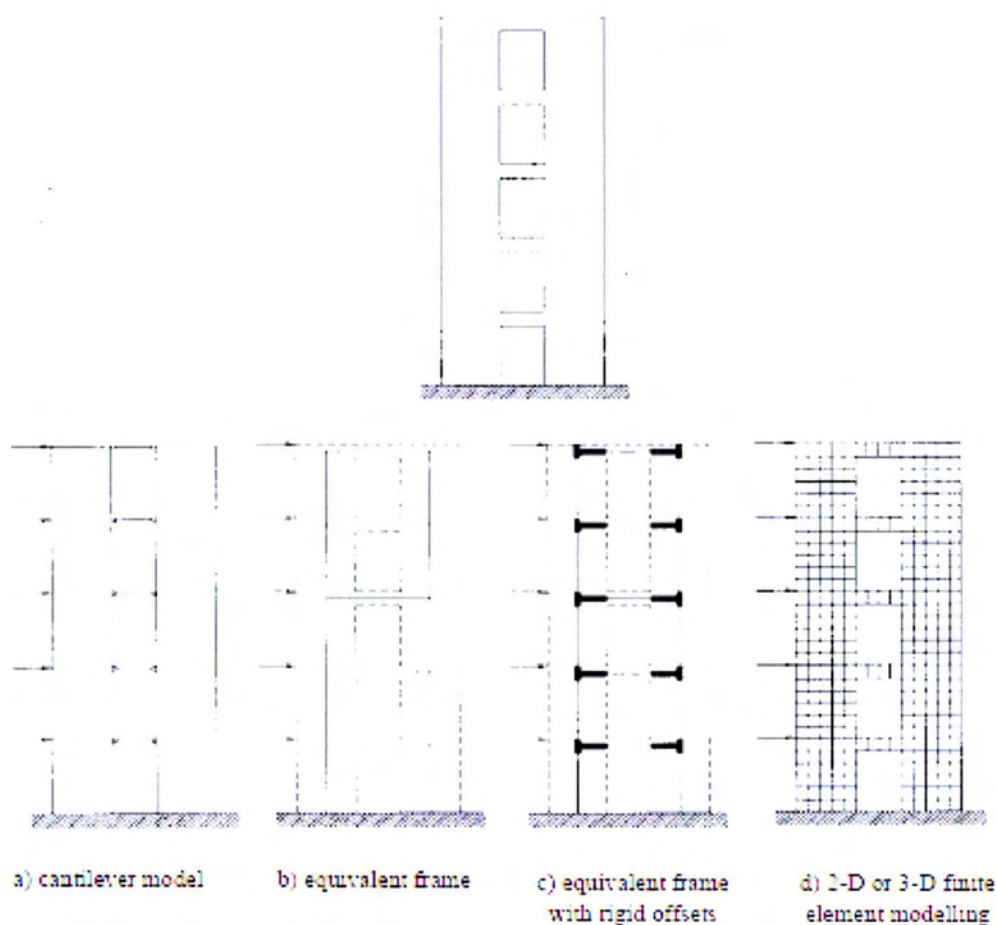 a) cantilever model
b) equivalent frame
c) equivalent frame
with rigid offsets
d) 2-D or 3-D finite
element modelling